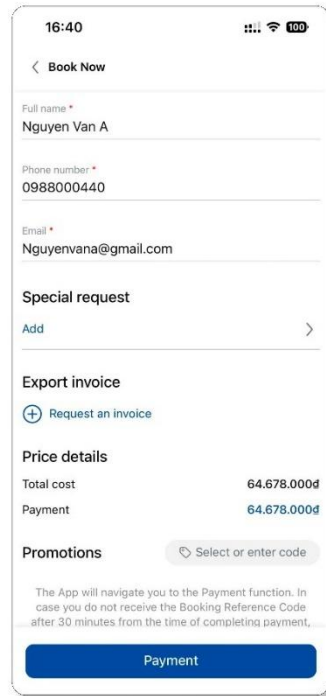 16:40
100
Book Now
Full name *
Nguyen Van A
Phone number *
0988000440
Email *
Nguyenvana@gmail.com
Special request
Add
Export invoice
Request an invoice
Price details
Total cost 64.678.000đ
Payment 64.678.000đ
Promotions Select or enter code
The App will navigate you to the Payment function. In
case you do not receive the Booking Reference Code
after 30 minutes from the time of completing payment,
Payment